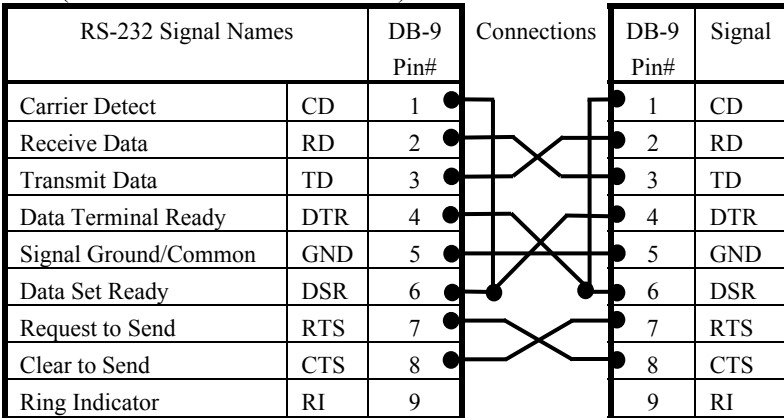 RS-232 Signal Names DB-9 Pin# Connections DB-9 Pin# Signal
Carrier Detect CD 1 1 CD
Receive Data RD 2 2 RD
Transmit Data TD 3 3 TD
Data Terminal Ready DTR 4 4 DTR
Signal Ground/Common GND 5 5 GND
Data Set Ready DSR 6 6 DSR
Request to Send RTS 7 7 RTS
Clear to Send CTS 8 8 CTS
Ring Indicator RI 9 9 RI